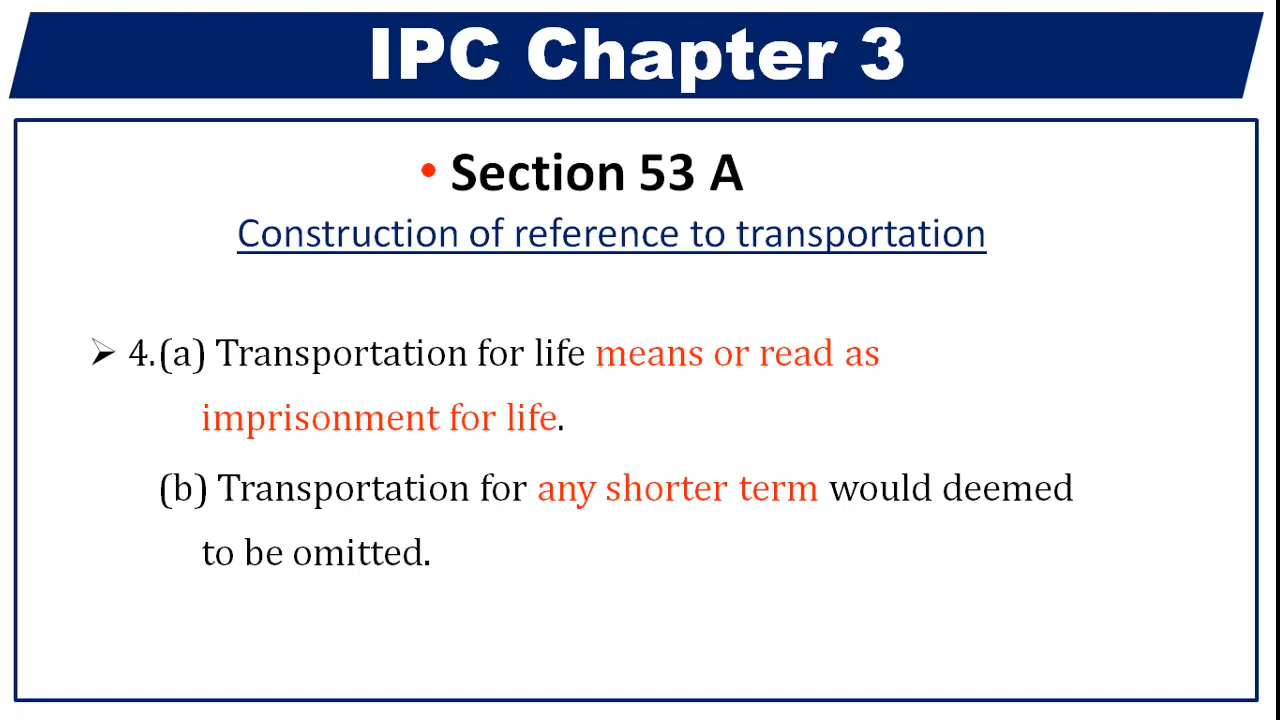 IPC Chapter 3
• Section 53 A
Construction of reference to transportation
➢ 4.(a) Transportation for life means or read as
imprisonment for life.
(b) Transportation for any shorter term would deemed
to be omitted.